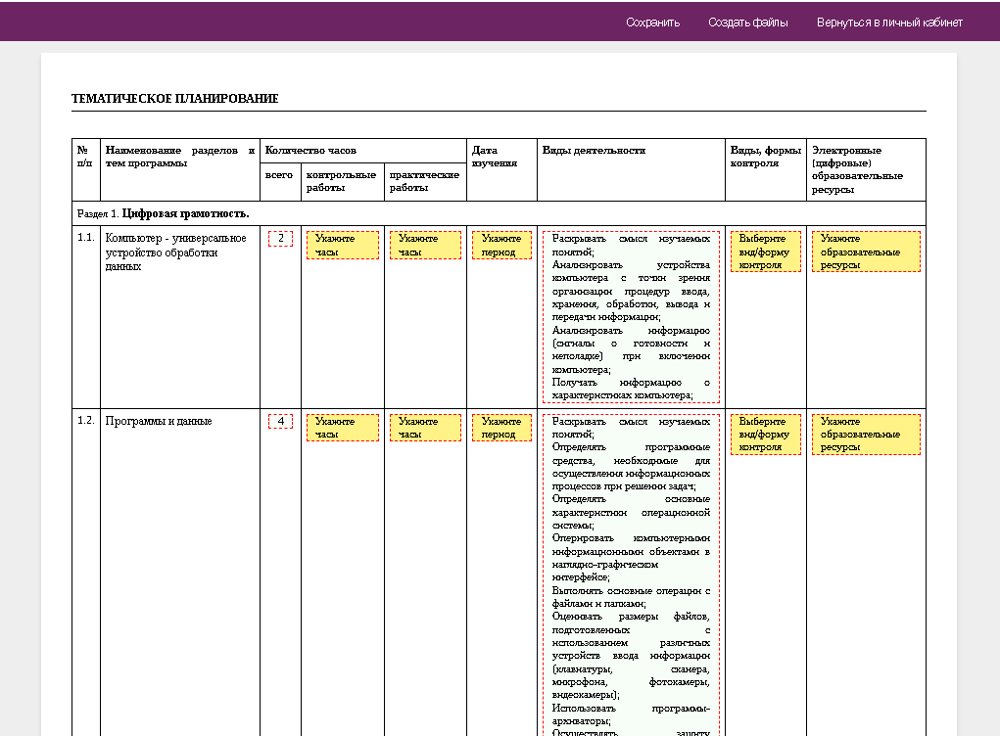 Сохранить Создать файлы Вернуться в личный кабинет
ТЕМАТИЧЕСКОЕ ПЛАНИРОВАНИЕ
№
п/п
Наименование разделов и
тем программы
Количество часов
всего
контрольные
работы
практические
работы
Дата
изучения
Виды деятельности
Виды, формы
контроля
Электронные
(цифровые)
образовательные
ресурсы
Раздел 1. Цифровая грамотность.
1.1.
Компьютер - универсальное
устройство обработки
данных
2
Укажите
часы
Укажите
часы
Укажите
период
Раскрывать смысл изучаемых
понятий;
Анализировать устройства
компьютера с точки зрения
организации процедур ввода,
хранения, обработки, вывода и
передачи информации;
Анализировать информацию
(сигналы о готовности и
неполадке) при включении
компьютера;
Получать информацию о
характеристиках компьютера;
Выберите
вид/форму
контроля
Укажите
образовательные
ресурсы
1.2.
Программы и данные
4
Укажите
часы
Укажите
часы
Укажите
период
Раскрывать смысл изучаемых
понятий;
Определять программные
средства, необходимые для
осуществления информационных
процессов при решении задач;
Определять основные
характеристики операционной
системы;
Оперировать компьютерными
информационными объектами в
наглядно-графическом
интерфейсе;
Выполнять основные операции с
файлами и папками;
Оценивать размеры файлов,
подготовленных с
использованием различных
устройств ввода информации
(клавиатуры, сканера,
микрофона, фотокамеры,
видеокамеры);
Использовать программы-
архиваторы;
Осуществлять защиту
Выберите
вид/форму
контроля
Укажите
образовательные
ресурсы